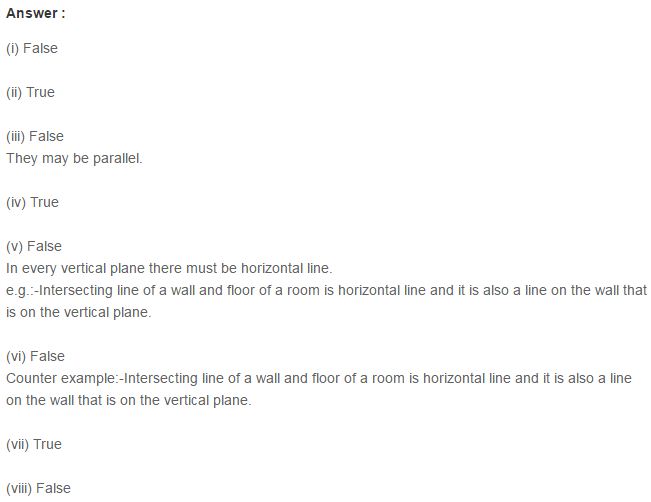 Answer :
(i) False
(ii) True
(iii) False
They may be parallel.
(iv) True
(v) False
In every vertical plane there must be horizontal line.
e.g.:-Intersecting line of a wall and floor of a room is horizontal line and it is also a line on the wall that
is on the vertical plane.
(vi) False
Counter example:-Intersecting line of a wall and floor of a room is horizontal line and it is also a line
on the wall that is on the vertical plane.
(vii) True
(viii) False